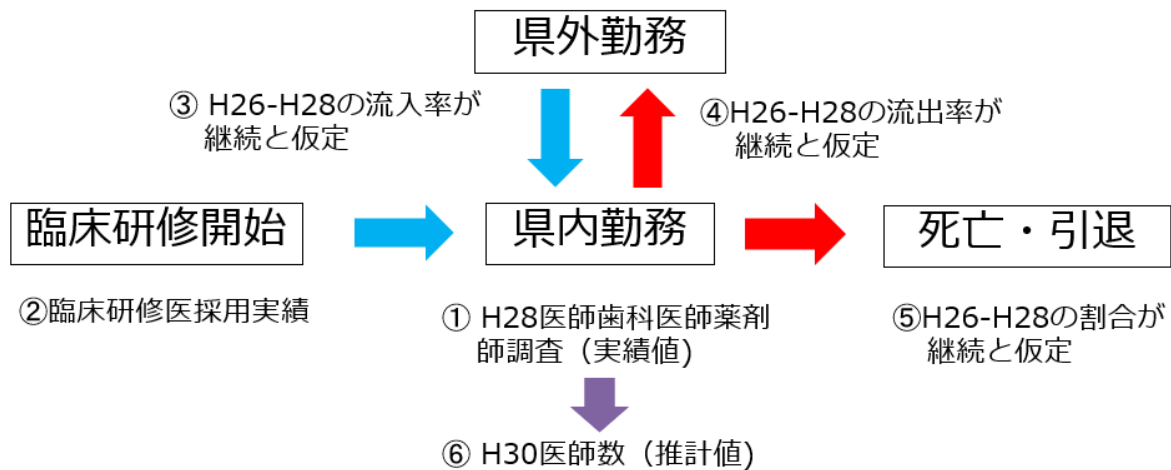 県外勤務
③ H26-H28の流入率が
継続と仮定
④H26-H28の流出率が
継続と仮定
臨床研修開始
県内勤務
死亡・引退
②臨床研修医採用実績
① H28医師歯科医師薬剤
師調査（実績値)
⑤H26-H28の割合が
継続と仮定
⑥ H30医師数（推計値)